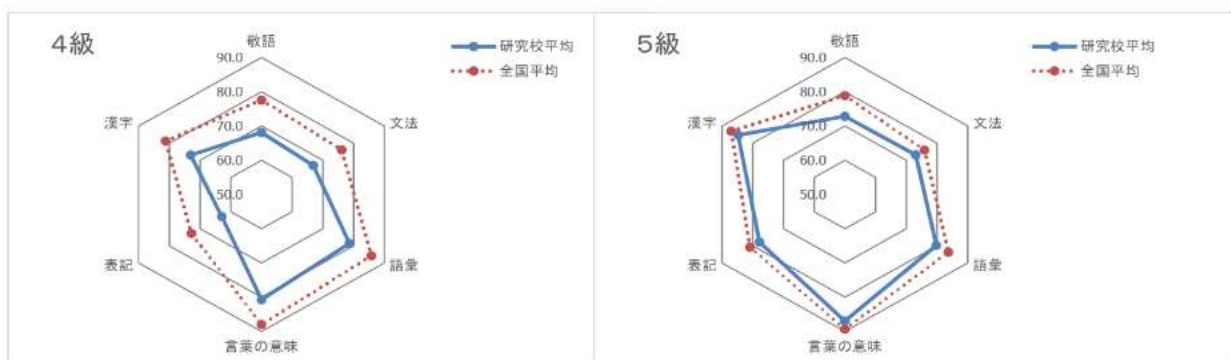 4級
敬語
90.0
80.0
70.0
60.0
50.0
文法
語彙
言葉の意味
表記
漢字
研究校平均
全国平均
5級
敬語
90.0
80.0
70.0
60.0
50.0
文法
語彙
言葉の意味
表記
漢字
研究校平均
全国平均